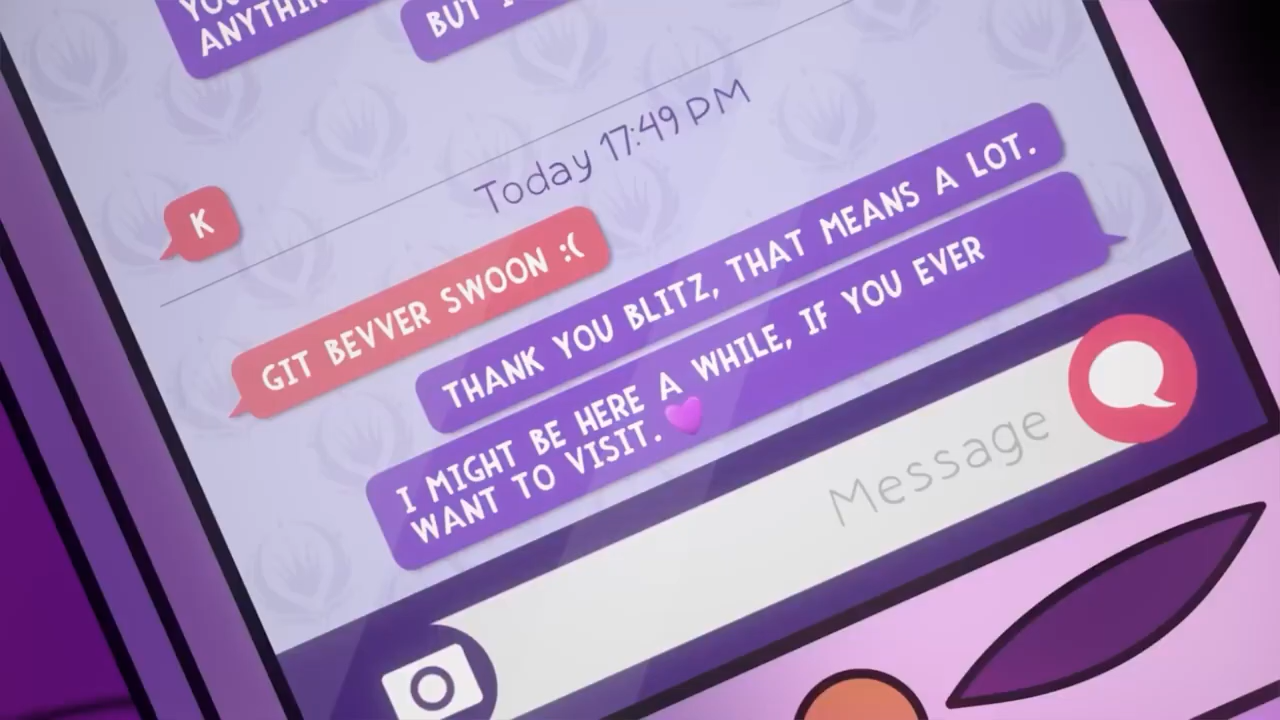 ANYTHIN
BUT
K
Today 17:49 PM
GIT BEVVER SWOON :(
THANK YOU BLITZ, THAT MEANS A LOT.
I MIGHT BE HERE A WHILE, IF YOU EVER
WANT TO VISIT. 💜
Message